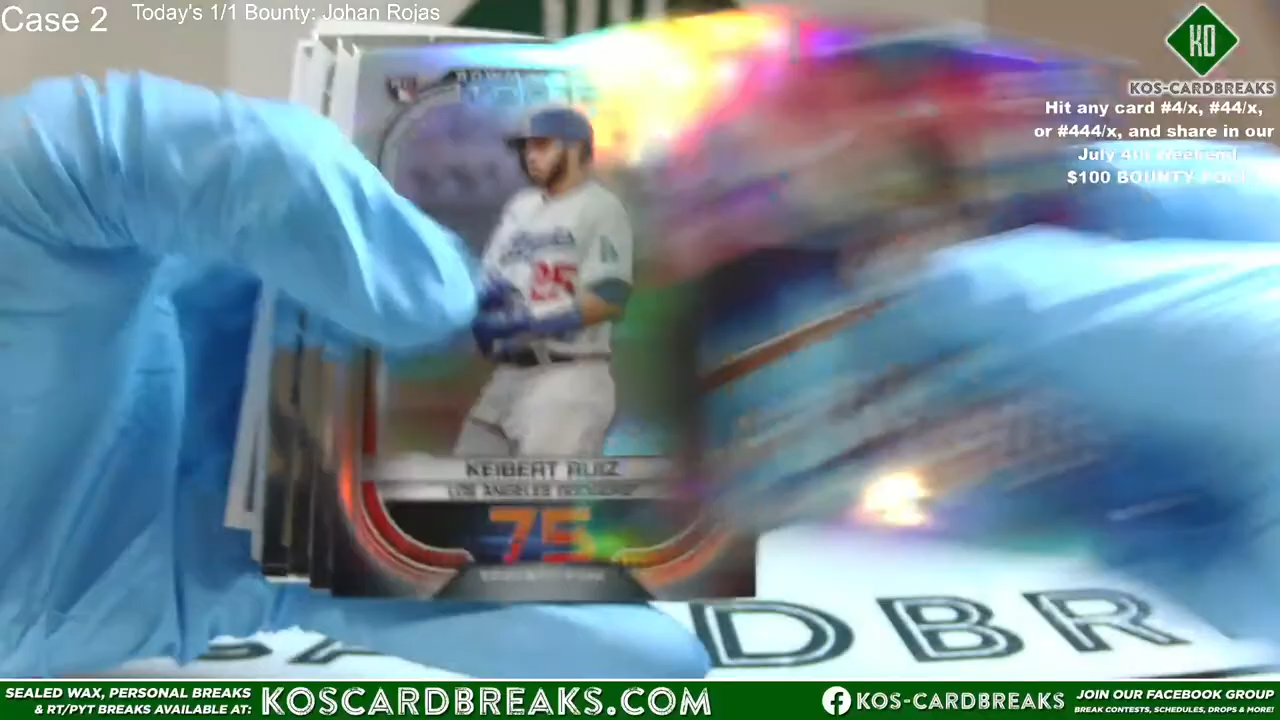 Case 2
Today's 1/1 Bounty: Johan Rojas
KO
KOS-CARDBREAKS
Hit any card #4/x, #44/x,
or #444/x, and share in our
July 4th Weekend
$100 BOUNTY
25
KEIBERT RUIZ
LOS ANGELES DODGERS
75
DBR
SEALED WAX, PERSONAL BREAKS
& RT/PYT BREAKS AVAILABLE AT:
KOSCARDBREAKS.COM
KOS-CARDBREAKS
JOIN OUR FACEBOOK GROUP
BREAK CONTESTS, SCHEDULES, DROPS & MORE!